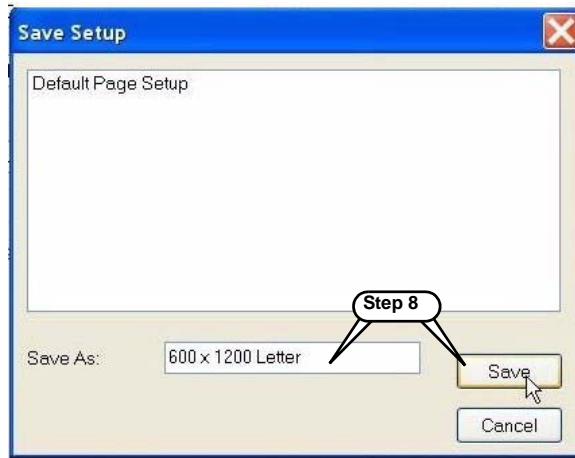 Save Setup
Default Page Setup
Step 8
Save As: 600 x 1200 Letter
Save
Cancel